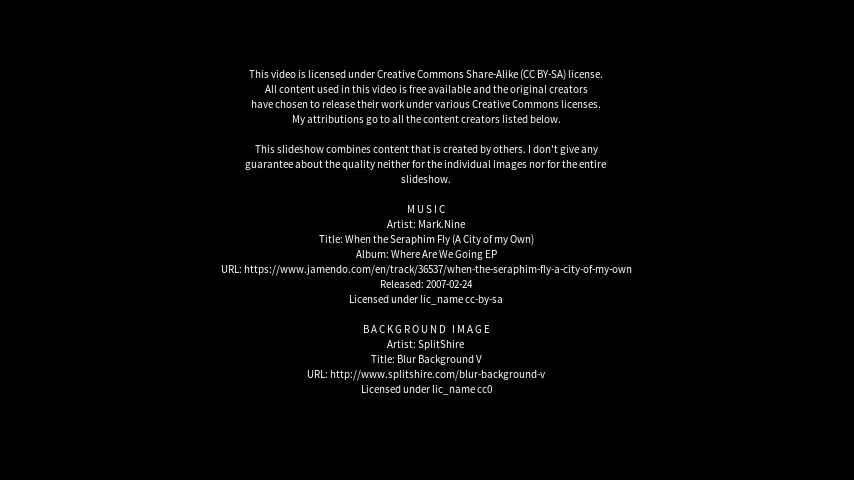 This video is licensed under Creative Commons Share-Alike (CC BY-SA) license.
All content used in this video is free available and the original creators
have chosen to release their work under various Creative Commons licenses.
My attributions go to all the content creators listed below.
This slideshow combines content that is created by others. I don't give any
guarantee about the quality neither for the individual images nor for the entire
slideshow.
MUSIC
Artist: Mark.Nine
Title: When the Seraphim Fly (A City of my Own)
Album: Where Are We Going EP
URL: https://www.jamendo.com/en/track/36537/when-the-seraphim-fly-a-city-of-my-own
Released: 2007-02-24
Licensed under lic_name cc-by-sa
BACKGROUND IMAGE
Artist: SplitShire
Title: Blur Background V
URL: http://www.splitshire.com/blur-background-v
Licensed under lic_name cc0